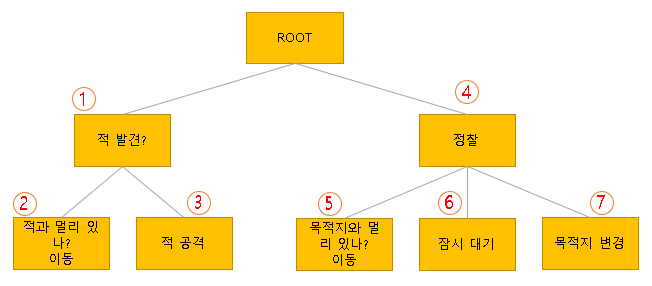 ROOT
①
적 발견?
④
정찰
②
적과 멀리 있
나?
이동
③
적 공격
⑤
목적지와 멀
리 있나?
이동
⑥
잠시 대기
⑦
목적지 변경